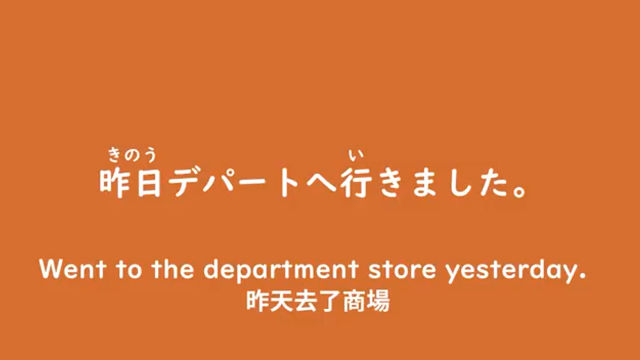 きのう い
昨日デパートへ行きました。
Went to the department store yesterday.
昨天去了商場